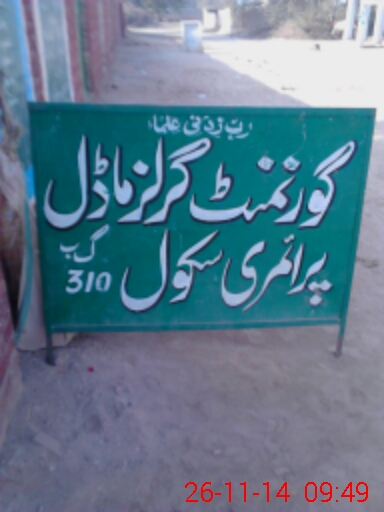 رب زدنی علما
گورنمنٹ گرلز ماڈل
پرائمری سکول
گ ب
310
26-11-14 09:49